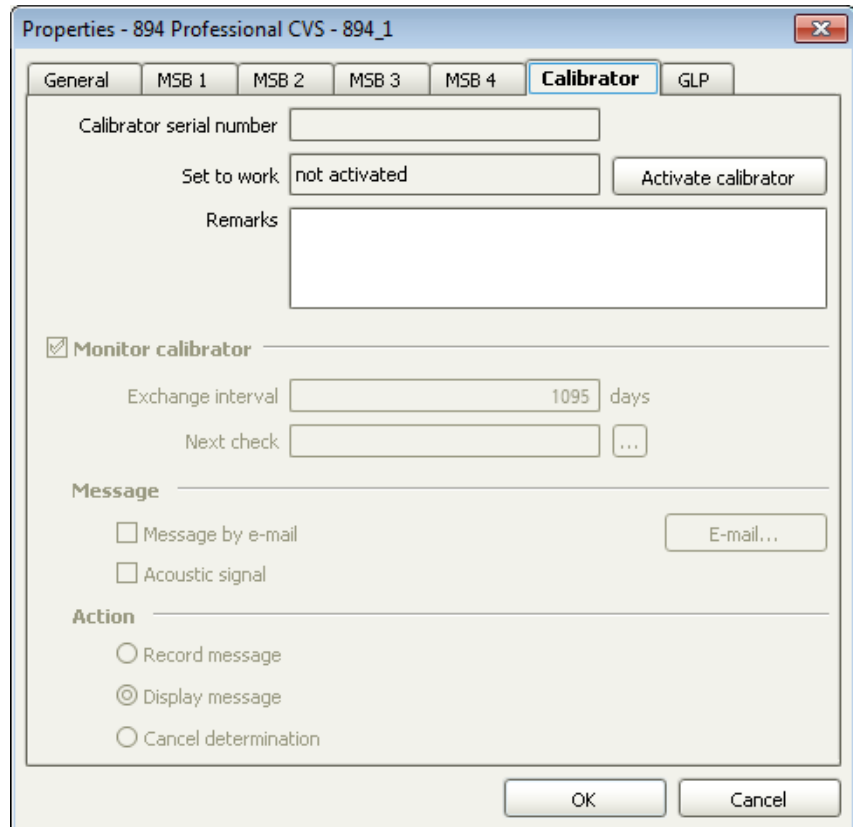 Properties - 894 Professional CVS - 894_1
General MSB 1 MSB 2 MSB 3 MSB 4 Calibrator GLP
Calibrator serial number
Set to work not activated Activate calibrator
Remarks
Monitor calibrator
Exchange interval 1095 days
Next check ...
Message
Message by e-mail E-mail...
Acoustic signal
Action
Record message
Display message
Cancel determination
OK Cancel